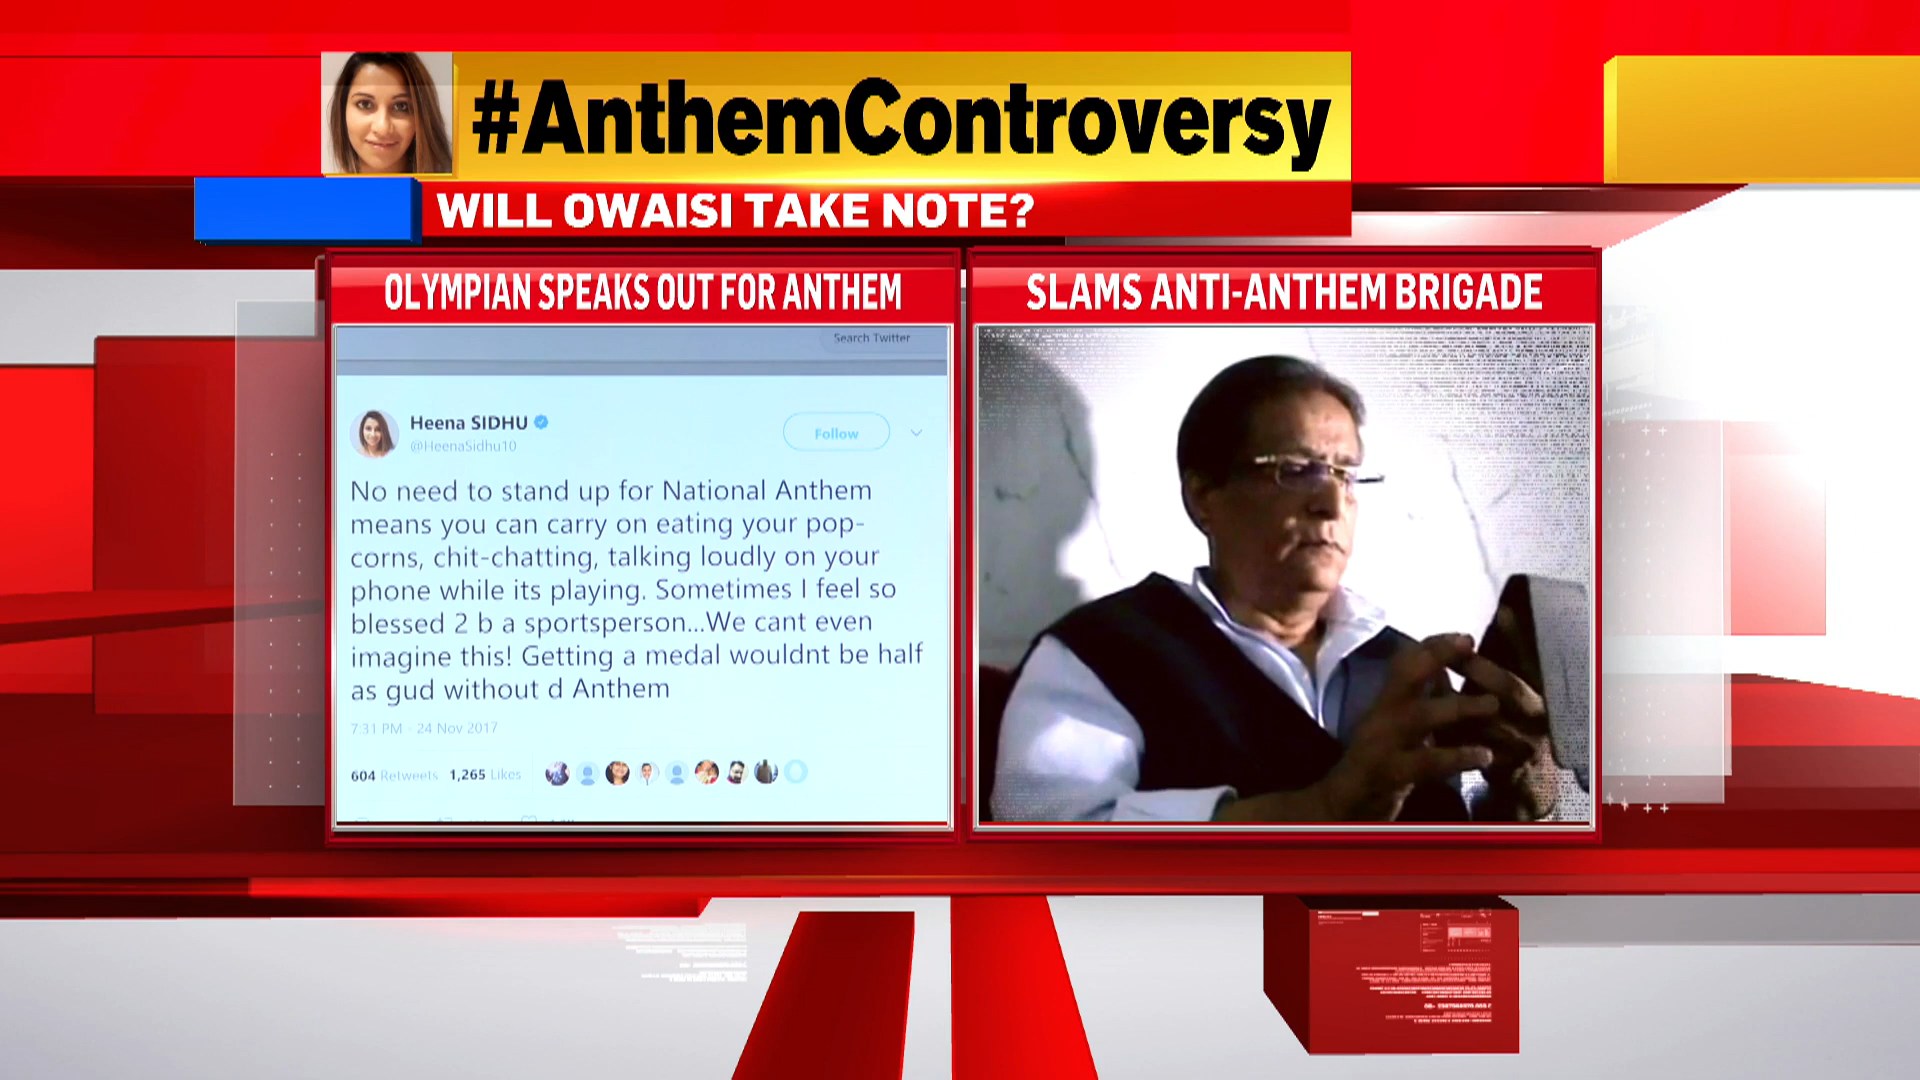 #AnthemControversy
WILL OWAISI TAKE NOTE?
OLYMPIAN SPEAKS OUT FOR ANTHEM
SLAMS ANTI-ANTHEM BRIGADE
Search Twitter
Heena SIDHU
@HeenaSidhu10
Follow
No need to stand up for National Anthem
means you can carry on eating your pop-
corns, chit-chatting, talking loudly on your
phone while its playing. Sometimes I feel so
blessed 2 b a sportsperson...We cant even
imagine this! Getting a medal wouldnt be half
as gud without d Anthem
7:31 PM - 24 Nov 2017
604 Retweets 1,265 Likes